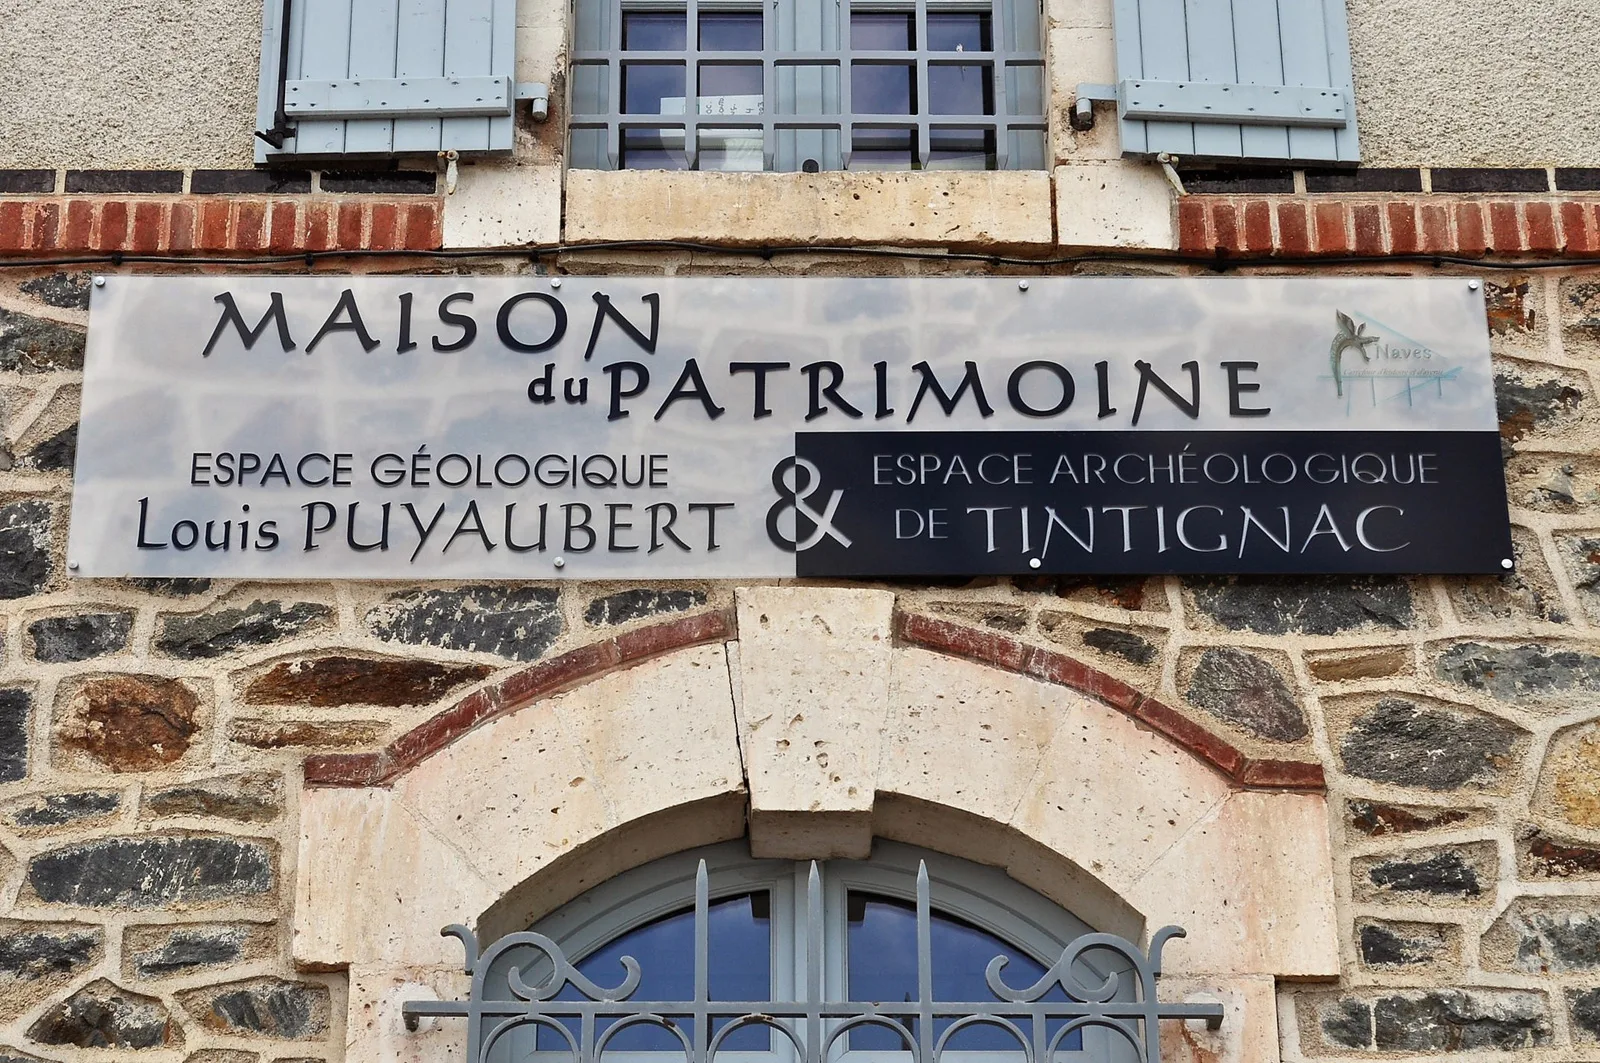 MAISON
du PATRIMOINE
Naves
ESPACE GÉOLOGIQUE
Louis PUYAUBERT
&
ESPACE ARCHÉOLOGIQUE
DE TINTIGNAC